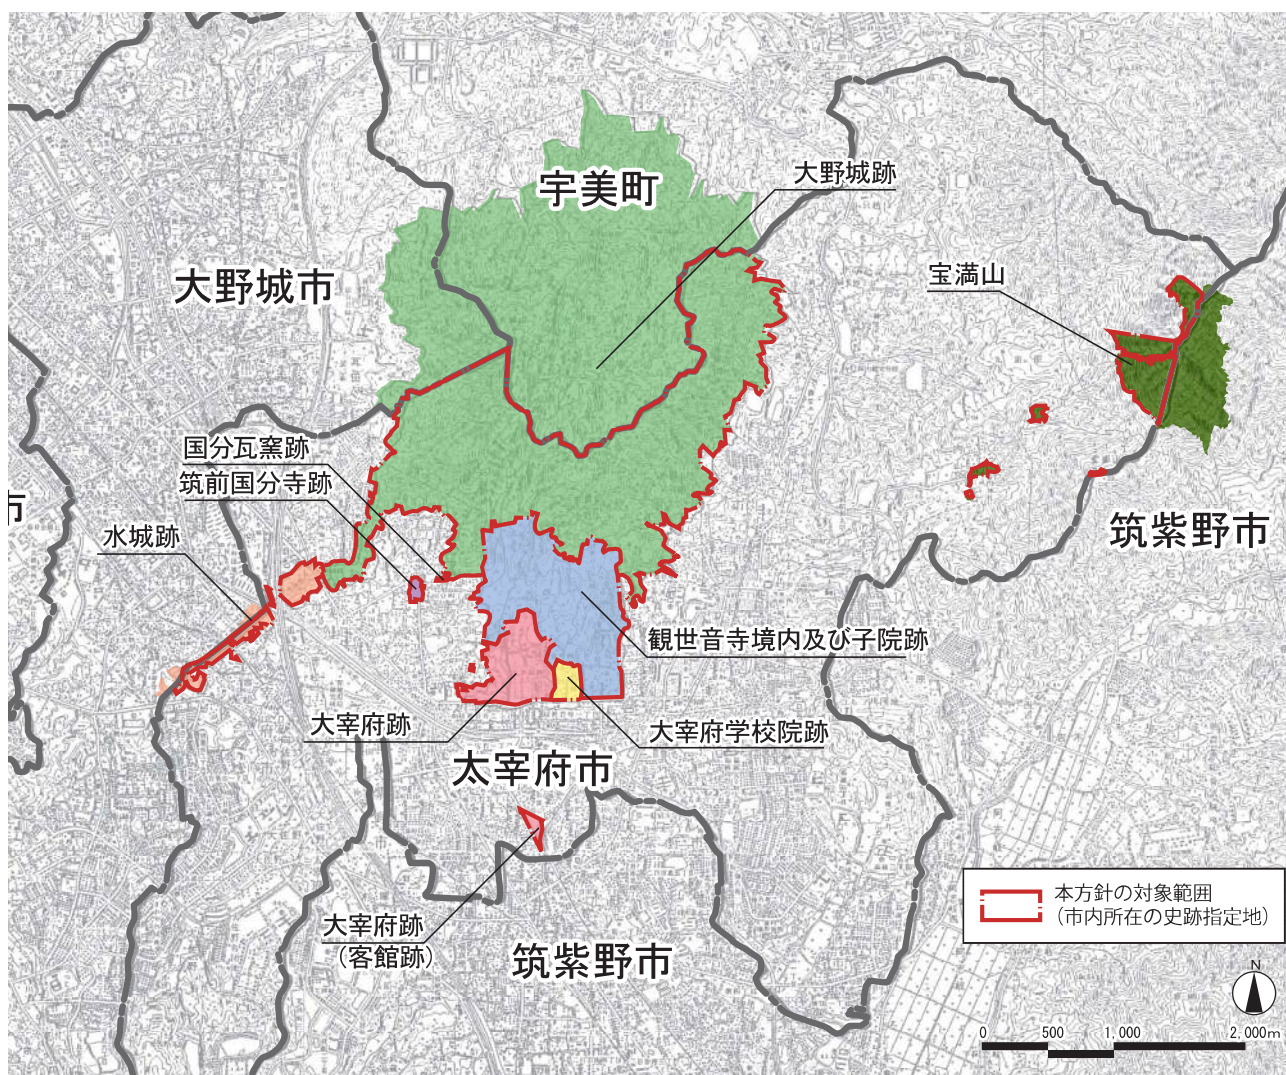 大野城跡
宇美町
宝満山
大野城市
国分瓦窯跡
筑前国分寺跡
市
水城跡
筑紫野市
観世音寺境内及び子院跡
大宰府跡
大宰府学校院跡
太宰府市
本方針の対象範囲
（市内所在の史跡指定地）
大宰府跡
（客館跡）
筑紫野市
N
0 500 1,000 2,000m